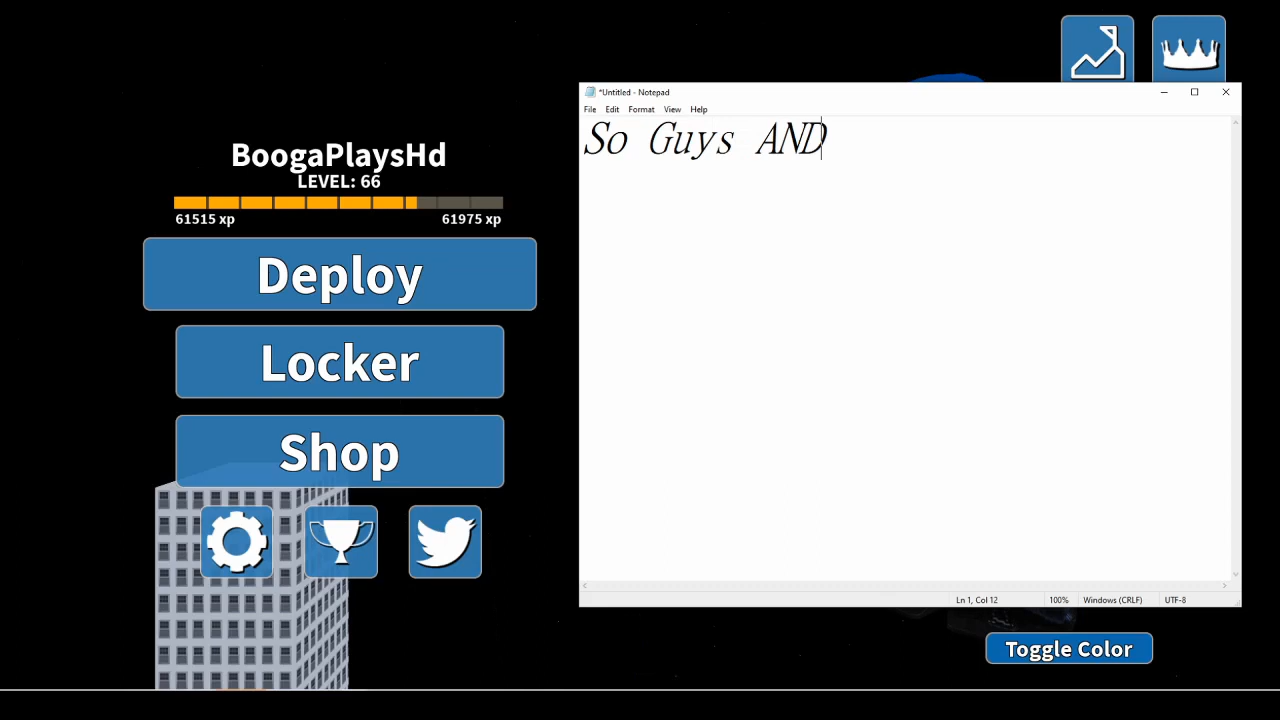 BoogaPlaysHd
LEVEL: 66
61515 xp
61975 xp
Deploy
Locker
Shop
*Untitled - Notepad
File Edit Format View Help
So Guys AND
Ln 1, Col 12 100% Windows (CRLF) UTF-8
Toggle Color